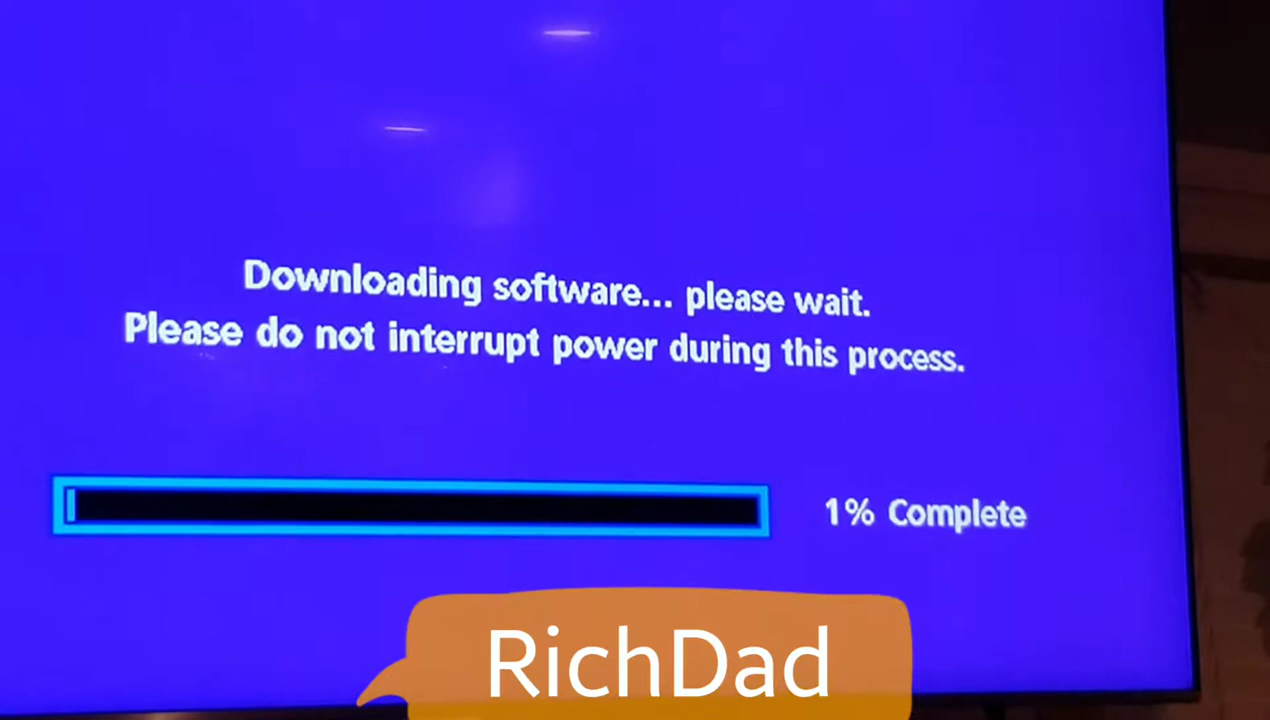 Downloading software... please wait.
Please do not interrupt power during this process.
1% Complete
RichDad